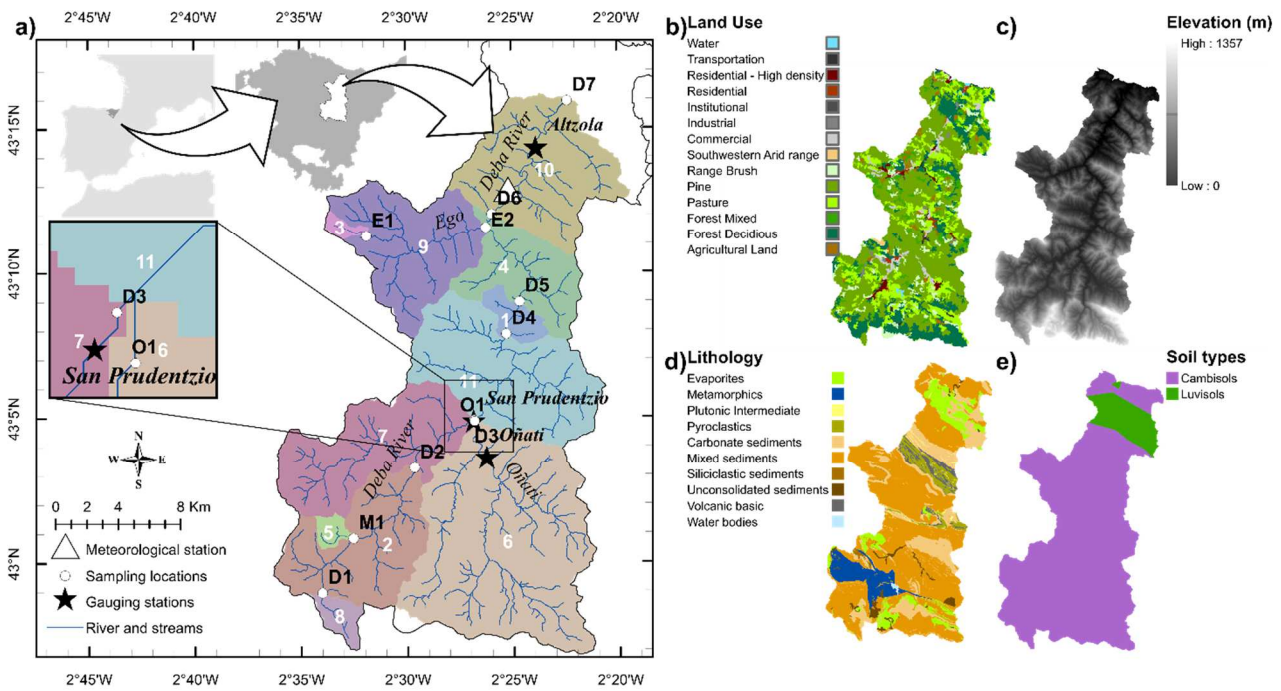 a)
2°45'W 2°40'W 2°35'W 2°30'W 2°25'W 2°20'W
43°15'N
43°10'N
43°5'N
43°N
D7
Altzola
Deba River
10
D6
E1
Ego
E2
3
9
4
D5
D4
1
11
D3
7
O1
6
San Prudentzio
11
San Prudentzio
O1
D3
Oñati
7
D2
Deba River
Oñati
M1
5
2
6
D1
8
N
W E
S
0 2 4 8 Km
Meteorological station
Sampling locations
Gauging stations
River and streams
2°45'W 2°40'W 2°35'W 2°30'W 2°25'W 2°20'W
b) Land Use
Water
Transportation
Residential - High density
Residential
Institutional
Industrial
Commercial
Southwestern Arid range
Range Brush
Pine
Pasture
Forest Mixed
Forest Decidious
Agricultural Land
c) Elevation (m)
High : 1357
Low : 0
d) Lithology
Evaporites
Metamorphics
Plutonic Intermediate
Pyroclastics
Carbonate sediments
Mixed sediments
Siliciclastic sediments
Unconsolidated sediments
Volcanic basic
Water bodies
e) Soil types
Cambisols
Luvisols